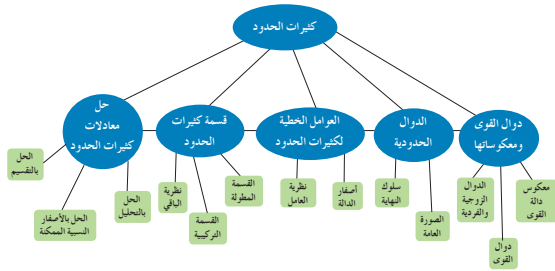 كثيرات الحدود
دوال القوى
ومعكوساتها
الدوال
الحدودية
العوامل الخطية
لكثيرات الحدود
قسمة كثيرات
الحدود
حل
معادلات
كثيرات الحدود
معكوس
دالة
القوى
دوال
القوى
الدوال
الزوجية
والفردية
الصورة
العامة
سلوك
النهاية
أصفار
الدالة
نظرية
العامل
القسمة
المطولة
القسمة
التركيبية
نظرية
الباقي
الحل
بالتحليل
الحل بالأصفار
النسبية الممكنة
الحل
بالتقسيم